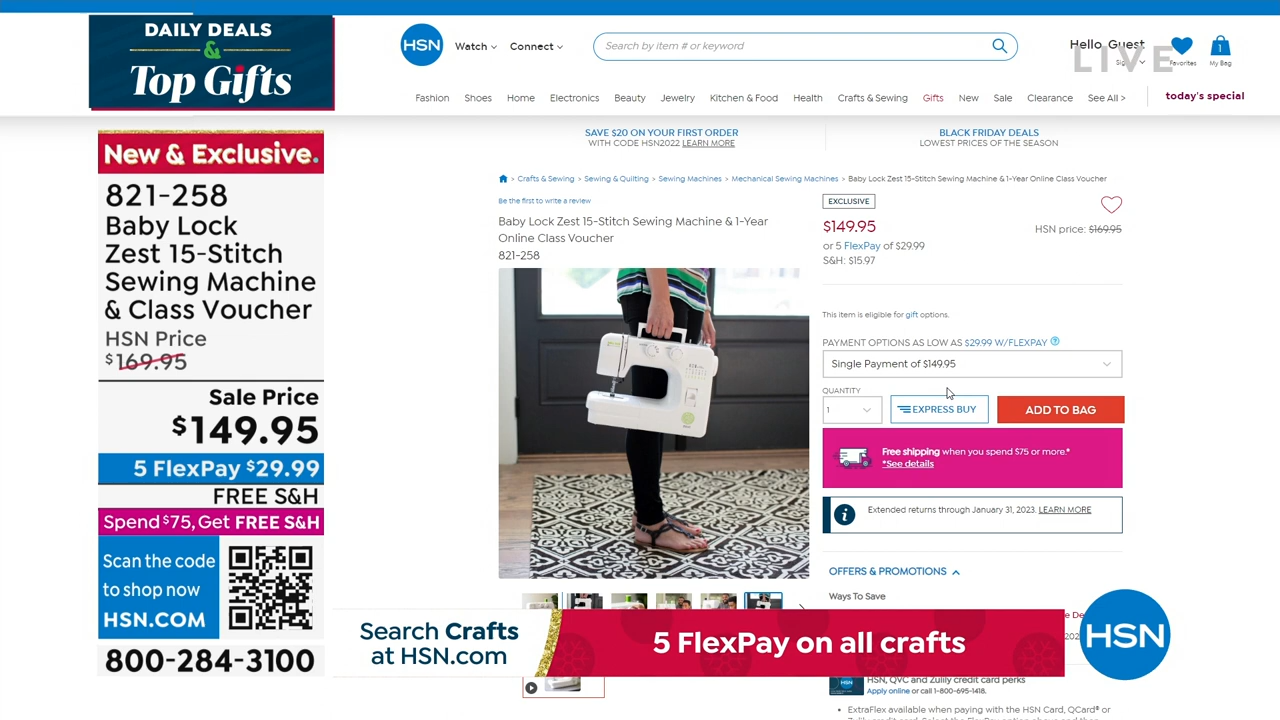 DAILY DEALS
&
Top Gifts
HSN
Watch
Connect
Search by item # or keyword
Hello, Guest
LIVE
Favorites
1
My Bag
Fashion
Shoes
Home
Electronics
Beauty
Jewelry
Kitchen & Food
Health
Crafts & Sewing
Gifts
New
Sale
Clearance
See All >
today's special
New & Exclusive.
821-258
Baby Lock
Zest 15-Stitch
Sewing Machine
& Class Voucher
HSN Price
$169.95
Sale Price
$149.95
5 FlexPay $29.99
FREE S&H
Spend $75, Get FREE S&H
Scan the code
to shop now
HSN.COM
800-284-3100
SAVE $20 ON YOUR FIRST ORDER
WITH CODE HSN2022 LEARN MORE
BLACK FRIDAY DEALS
LOWEST PRICES OF THE SEASON
> Crafts & Sewing > Sewing & Quilting > Sewing Machines > Mechanical Sewing Machines > Baby Lock Zest 15-Stitch Sewing Machine & 1-Year Online Class Voucher
Be the first to write a review
Baby Lock Zest 15-Stitch Sewing Machine & 1-Year
Online Class Voucher
821-258
EXCLUSIVE
$149.95
HSN price: $169.95
or 5 FlexPay of $29.99
S&H: $15.97
This item is eligible for gift options.
PAYMENT OPTIONS AS LOW AS $29.99 W/FLEXPAY ?
Single Payment of $149.95
QUANTITY
1
EXPRESS BUY
ADD TO BAG
Free shipping when you spend $75 or more.*
*See details
Extended returns through January 31, 2023. LEARN MORE
OFFERS & PROMOTIONS
Ways To Save
Search Crafts
at HSN.com
5 FlexPay on all crafts
HSN
HSN, QVC and Zulily credit card perks
Apply online or call 1-800-695-1418.
• ExtraFlex available when paying with the HSN Card, QCard® or